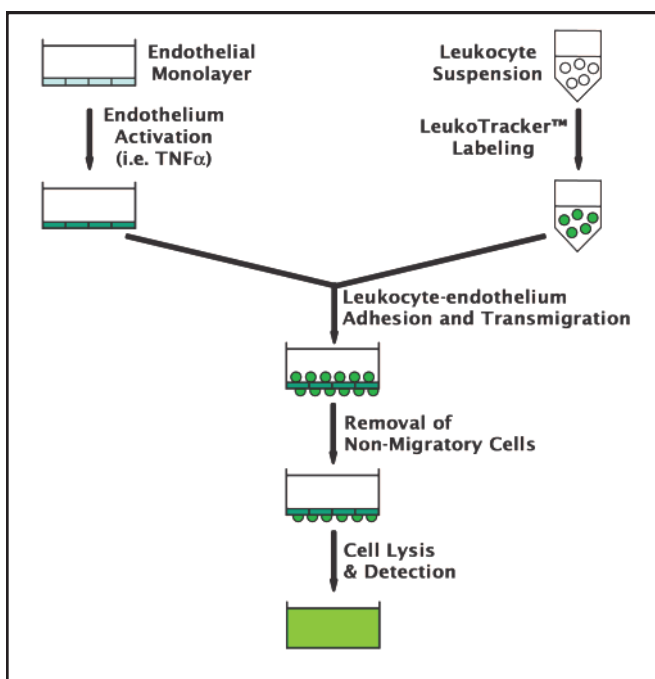 Endothelial
Monolayer
Leukocyte
Suspension
Endothelium
Activation
(i.e. TNFα)
LeukoTracker™
Labeling
Leukocyte-endothelium
Adhesion and Transmigration
Removal of
Non-Migratory Cells
Cell Lysis
& Detection